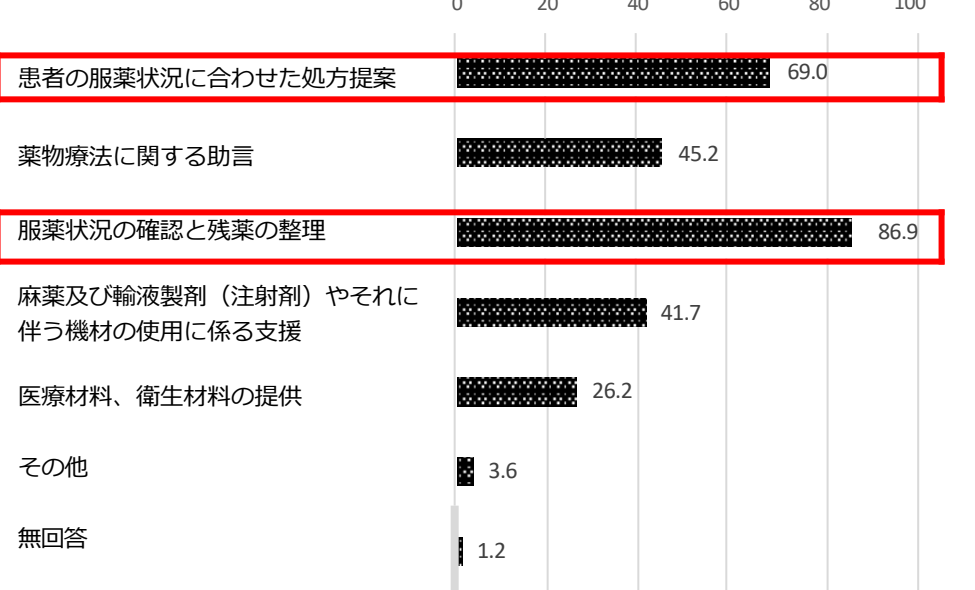 0 20 40 60 80 100
患者の服薬状況に合わせた処方提案 69.0
薬物療法に関する助言 45.2
服薬状況の確認と残薬の整理 86.9
麻薬及び輸液製剤（注射剤）やそれに
伴う機材の使用に係る支援 41.7
医療材料、衛生材料の提供 26.2
その他 3.6
無回答 1.2